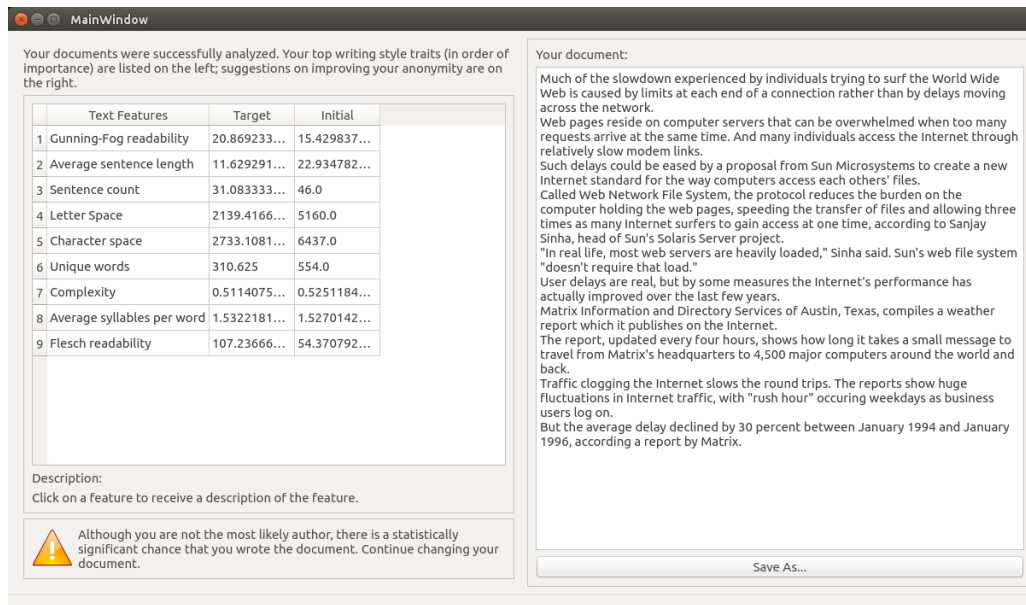 MainWindow
Your documents were successfully analyzed. Your top writing style traits (in order of
importance) are listed on the left; suggestions on improving your anonymity are on
the right.
Text Features Target Initial
1 Gunning-Fog readability 20.869233... 15.429837...
2 Average sentence length 11.629291... 22.934782...
3 Sentence count 31.083333... 46.0
4 Letter Space 2139.4166... 5160.0
5 Character space 2733.1081... 6437.0
6 Unique words 310.625 554.0
7 Complexity 0.5114075... 0.5251184...
8 Average syllables per word 1.5322181... 1.5270142...
9 Flesch readability 107.23666... 54.370792...
Description:
Click on a feature to receive a description of the feature.
Although you are not the most likely author, there is a statistically
significant chance that you wrote the document. Continue changing your
document.
Your document:
Much of the slowdown experienced by individuals trying to surf the World Wide
Web is caused by limits at each end of a connection rather than by delays moving
across the network.
Web pages reside on computer servers that can be overwhelmed when too many
requests arrive at the same time. And many individuals access the Internet through
relatively slow modem links.
Such delays could be eased by a proposal from Sun Microsystems to create a new
Internet standard for the way computers access each others' files.
Called Web Network File System, the protocol reduces the burden on the
computer holding the web pages, speeding the transfer of files and allowing three
times as many Internet surfers to gain access at one time, according to Sanjay
Sinha, head of Sun's Solaris Server project.
"In real life, most web servers are heavily loaded," Sinha said. Sun's web file system
"doesn't require that load."
User delays are real, but by some measures the Internet's performance has
actually improved over the last few years.
Matrix Information and Directory Services of Austin, Texas, compiles a weather
report which it publishes on the Internet.
The report, updated every four hours, shows how long it takes a small message to
travel from Matrix's headquarters to 4,500 major computers around the world and
back.
Traffic clogging the Internet slows the round trips. The reports show huge
fluctuations in Internet traffic, with "rush hour" occuring weekdays as business
users log on.
But the average delay declined by 30 percent between January 1994 and January
1996, according a report by Matrix.
Save As...